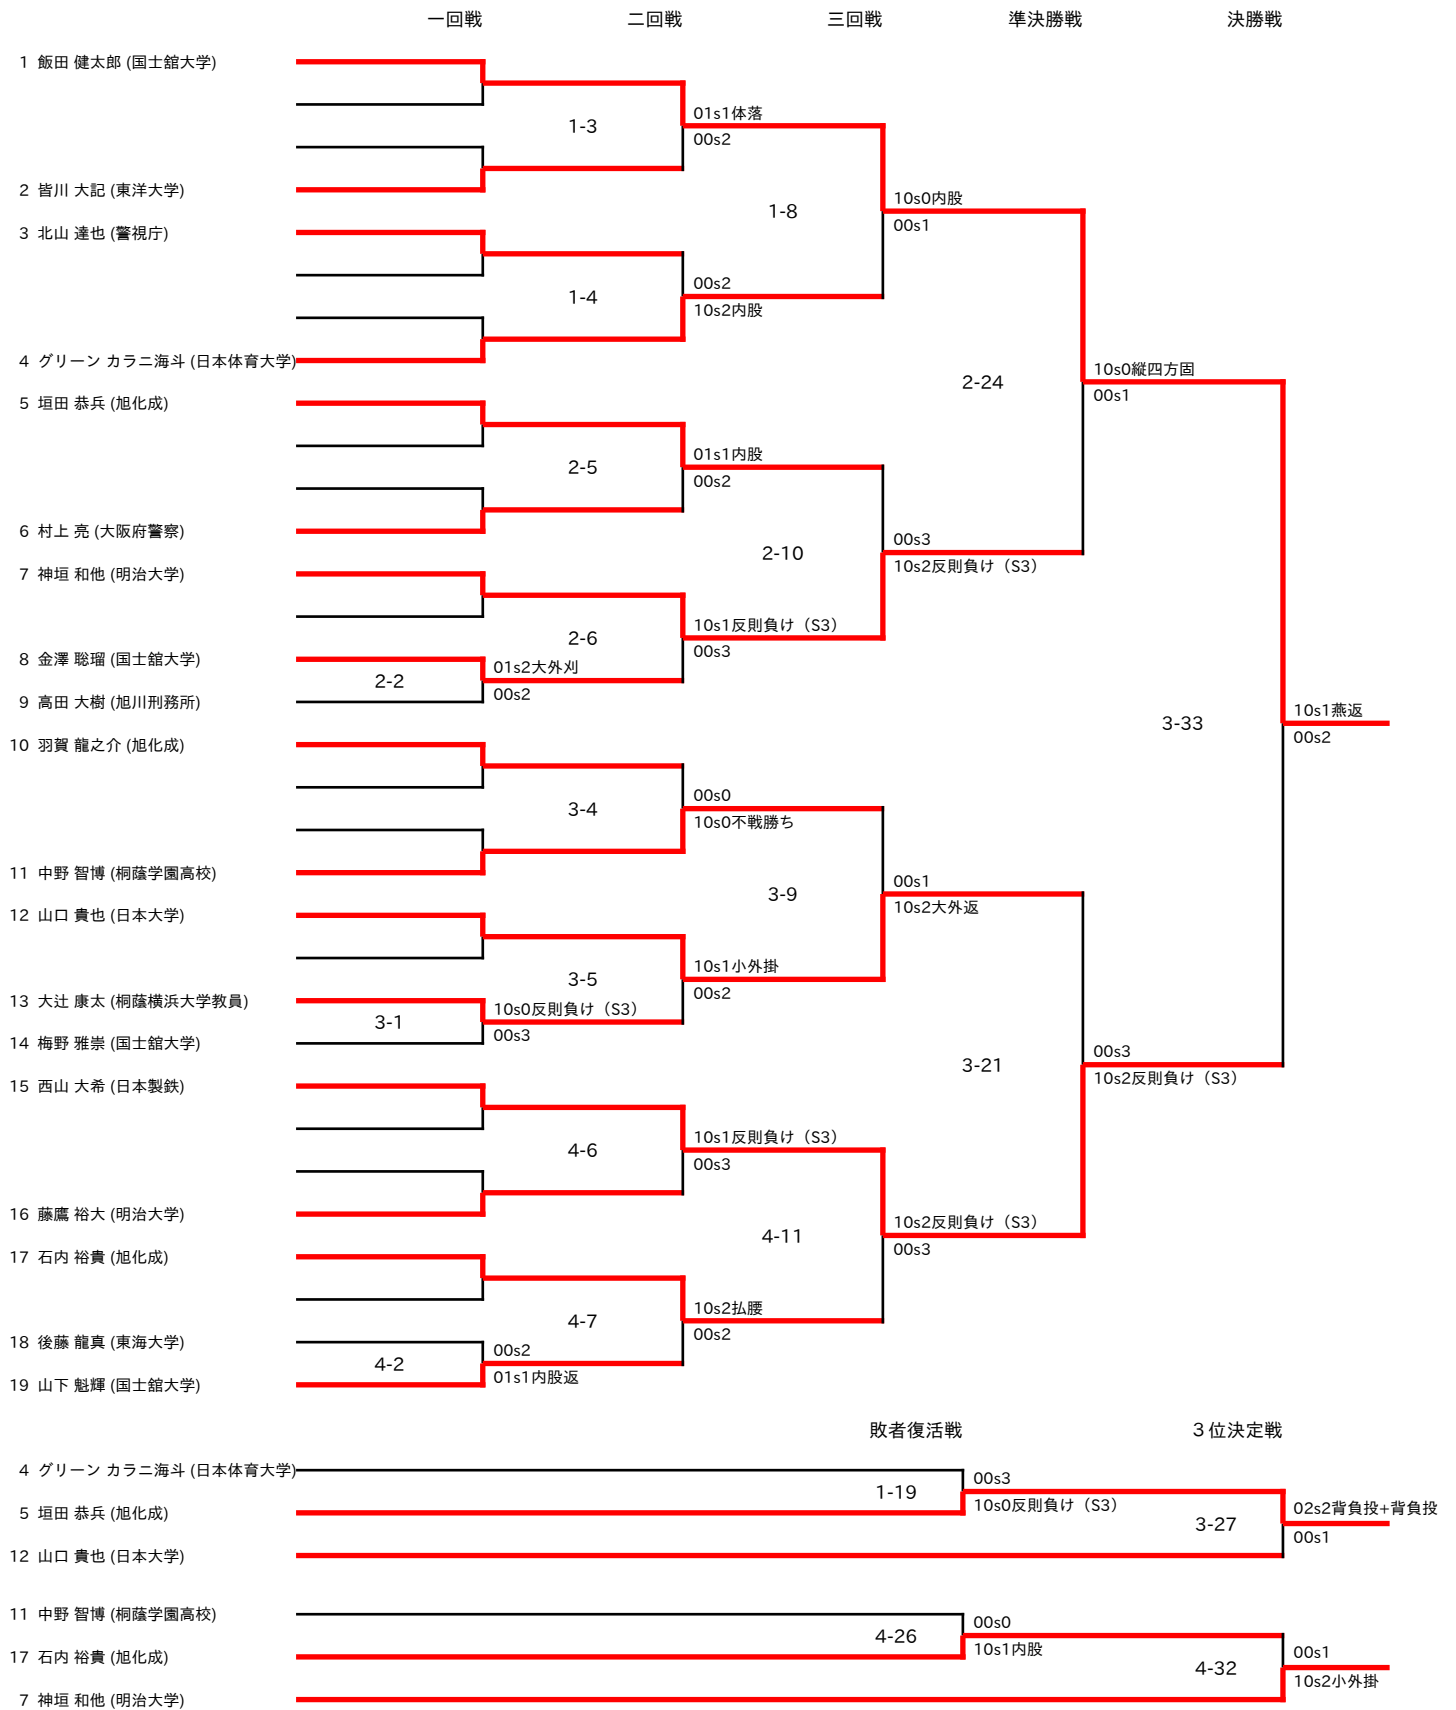 一回戦 二回戦 三回戦 準決勝戦 決勝戦
1 飯田 健太郎 (国士舘大学)
01s1体落
1-3
00s2
2 皆川 大記 (東洋大学)
10s0内股
1-8
00s1
3 北山 達也 (警視庁)
00s2
1-4
10s2内股
4 グリーン カラニ海斗 (日本体育大学)
10s0縦四方固
2-24
00s1
5 垣田 恭兵 (旭化成)
01s1内股
2-5
00s2
6 村上 亮 (大阪府警察)
00s3
2-10
10s2反則負け（S3）
7 神垣 和他 (明治大学)
10s1反則負け（S3）
2-6
00s3
8 金澤 聡瑠 (国士舘大学)
01s2大外刈
2-2
00s2
9 高田 大樹 (旭川刑務所)
10s1燕返
3-33
00s2
10 羽賀 龍之介 (旭化成)
00s0
3-4
10s0不戦勝ち
11 中野 智博 (桐蔭学園高校)
00s1
3-9
10s2大外返
12 山口 貴也 (日本大学)
10s1小外掛
3-5
00s2
13 大辻 康太 (桐蔭横浜大学教員)
10s0反則負け（S3）
3-1
00s3
14 梅野 雅崇 (国士舘大学)
00s3
3-21
10s2反則負け（S3）
15 西山 大希 (日本製鉄)
10s1反則負け（S3）
4-6
00s3
16 藤鷹 裕大 (明治大学)
10s2反則負け（S3）
4-11
00s3
17 石内 裕貴 (旭化成)
10s2払腰
4-7
00s2
18 後藤 龍真 (東海大学)
00s2
4-2
01s1内股返
19 山下 魁輝 (国士舘大学)
敗者復活戦 ３位決定戦
4 グリーン カラニ海斗 (日本体育大学)
00s3
1-19
10s0反則負け（S3）
5 垣田 恭兵 (旭化成)
02s2背負投+背負投
3-27
00s1
12 山口 貴也 (日本大学)
11 中野 智博 (桐蔭学園高校)
00s0
4-26
10s1内股
17 石内 裕貴 (旭化成)
00s1
4-32
10s2小外掛
7 神垣 和他 (明治大学)